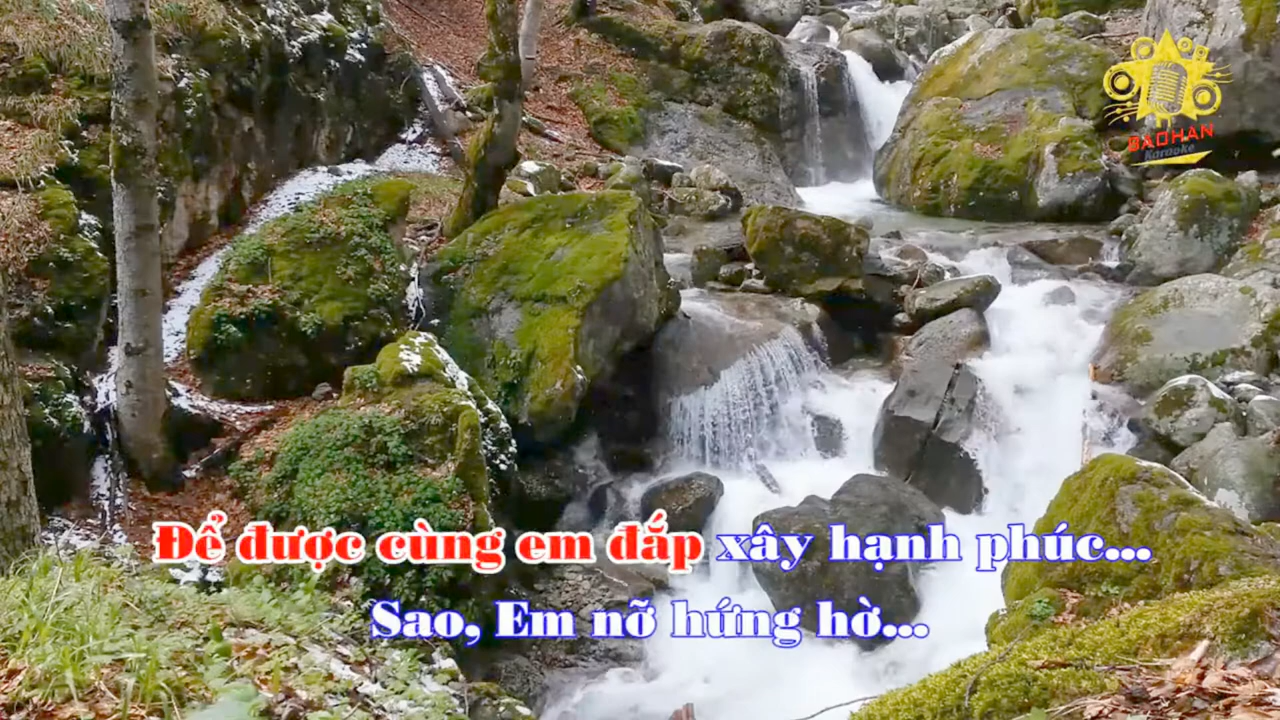 BAOHAN
Karaoke
Để được cùng em đắp xây hạnh phúc...
Sao, Em nỡ hứng hờ...